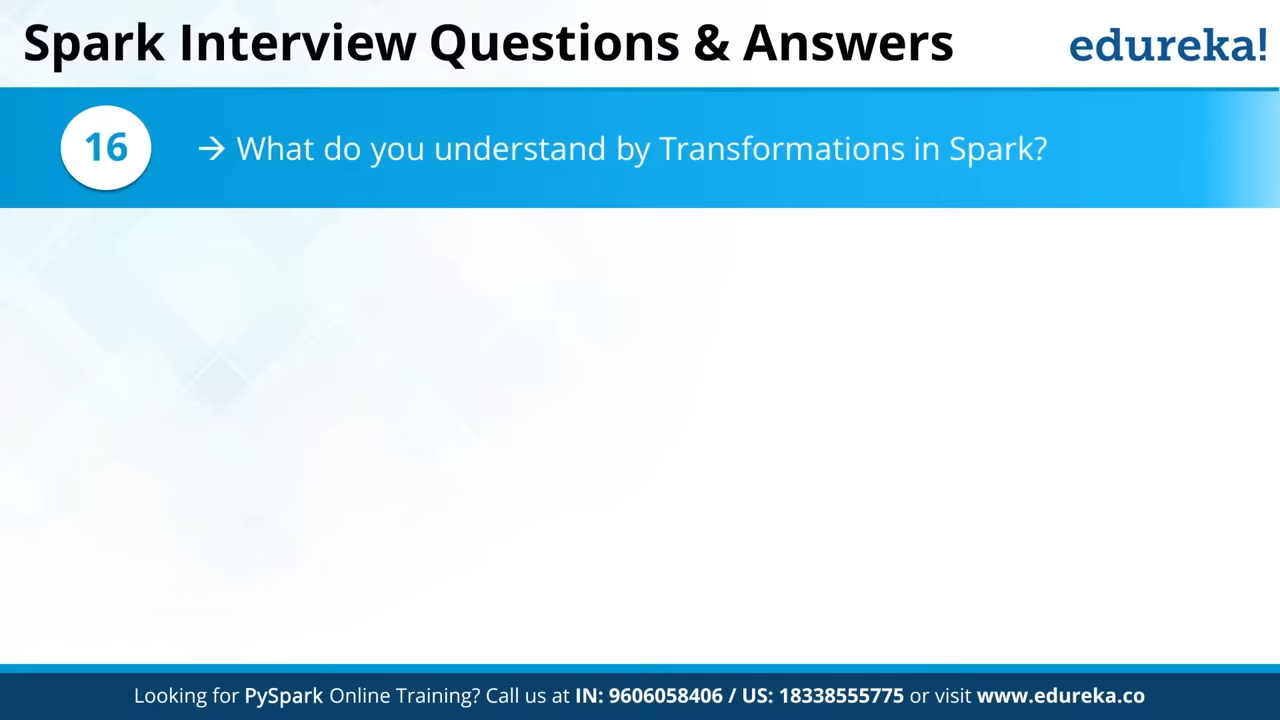 Spark Interview Questions & Answers
edureka!
16
→ What do you understand by Transformations in Spark?
Looking for PySpark Online Training? Call us at IN: 9606058406 / US: 18338555775 or visit www.edureka.co